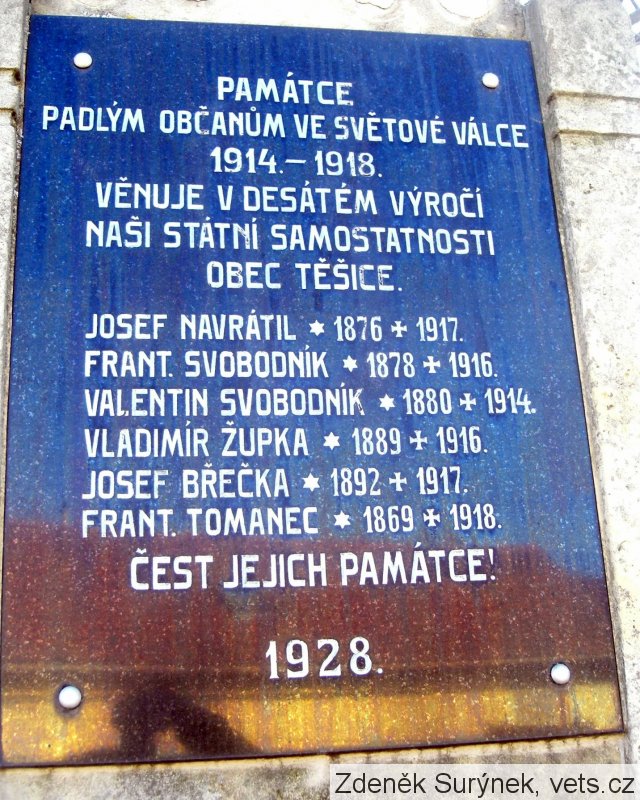 PAMÁTCE
PADLÝM OBČANŮM VE SVĚTOVÉ VÁLCE
1914.–1918.
VĚNUJE V DESÁTÉM VÝROČÍ
NAŠI STÁTNÍ SAMOSTATNOSTI
OBEC TĚŠICE.
JOSEF NAVRÁTIL ✶ 1876 ✝ 1917.
FRANT. SVOBODNÍK ✶ 1878 ✝ 1916.
VALENTIN SVOBODNÍK ✶ 1880 ✝ 1914.
VLADIMÍR ŽUPKA ✶ 1889 ✝ 1916.
JOSEF BŘEČKA ✶ 1892 ✝ 1917.
FRANT. TOMANEC ✶ 1869 ✝ 1918.
ČEST JEJICH PAMÁTCE!
1928.
Zdeněk Surýnek, vets.cz